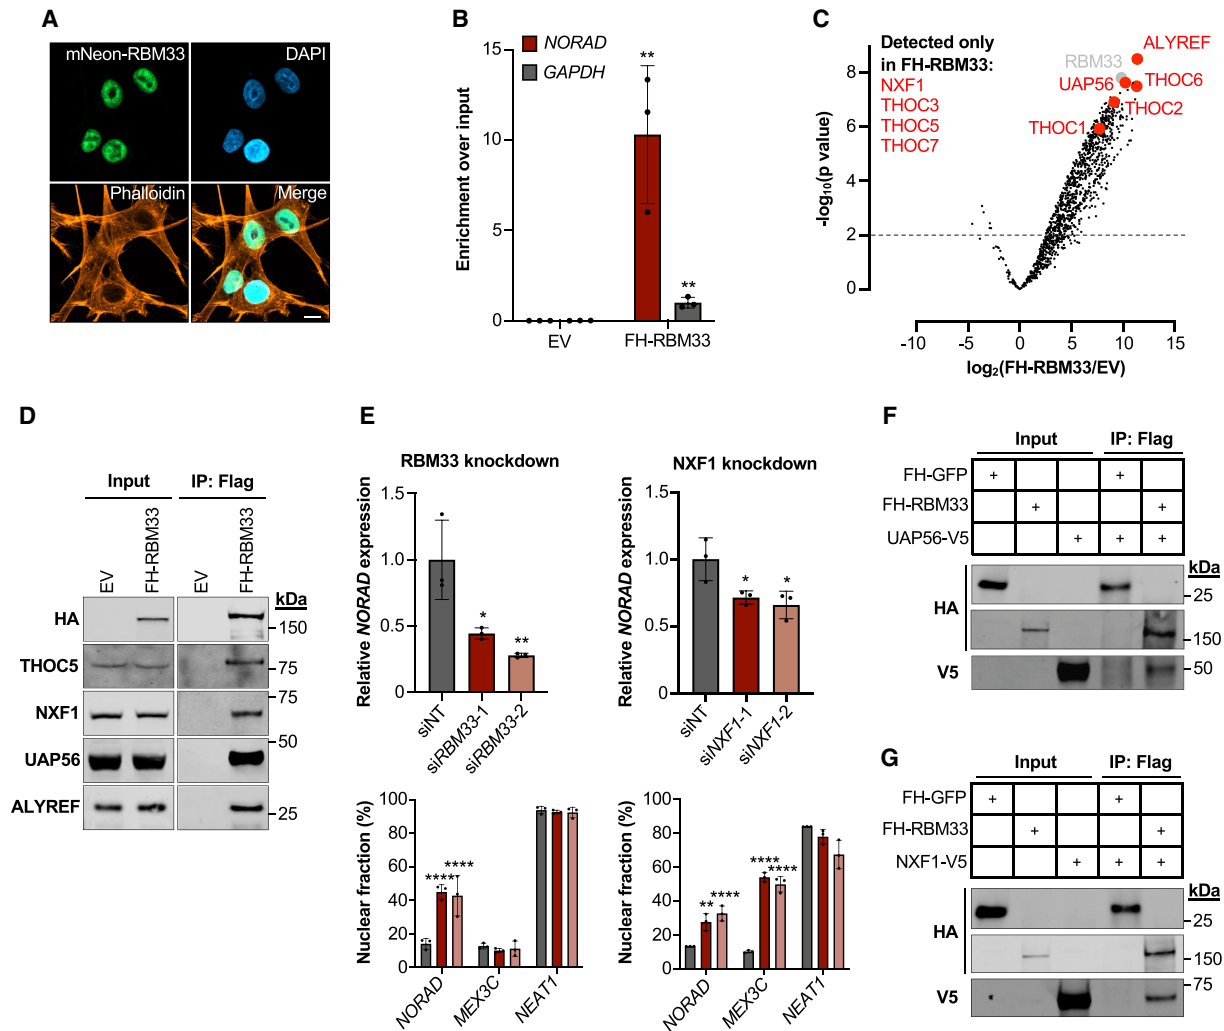 A
mNeon-RBM33
DAPI
Phalloidin
Merge
B
Enrichment over input
15
10
5
0
NORAD
GAPDH
**
**
EV
FH-RBM33
C
Detected only
in FH-RBM33:
NXF1
THOC3
THOC5
THOC7
ALYREF
RBM33
UAP56
THOC6
THOC2
THOC1
-log₁₀(p value)
8
6
4
2
0
-10
-5
0
5
10
15
log₂(FH-RBM33/EV)
D
Input
IP: Flag
EV
FH-RBM33
EV
FH-RBM33
kDa
HA
150
THOC5
75
NXF1
75
UAP56
50
ALYREF
25
E
RBM33 knockdown
Relative NORAD expression
1.5
1.0
0.5
0
*
**
siNT
siRBM33-1
siRBM33-2
NXF1 knockdown
Relative NORAD expression
1.5
1.0
0.5
0
*
*
siNT
siNXF1-1
siNXF1-2
Nuclear fraction (%)
100
80
60
40
20
0
****
****
NORAD
MEX3C
NEAT1
Nuclear fraction (%)
100
80
60
40
20
0
**
****
****
****
NORAD
MEX3C
NEAT1
F
Input
IP: Flag
FH-GFP + +
FH-RBM33 + +
UAP56-V5 + + +
kDa
HA
25
150
V5
50
G
Input
IP: Flag
FH-GFP + +
FH-RBM33 + +
NXF1-V5 + + +
kDa
HA
25
150
V5
75